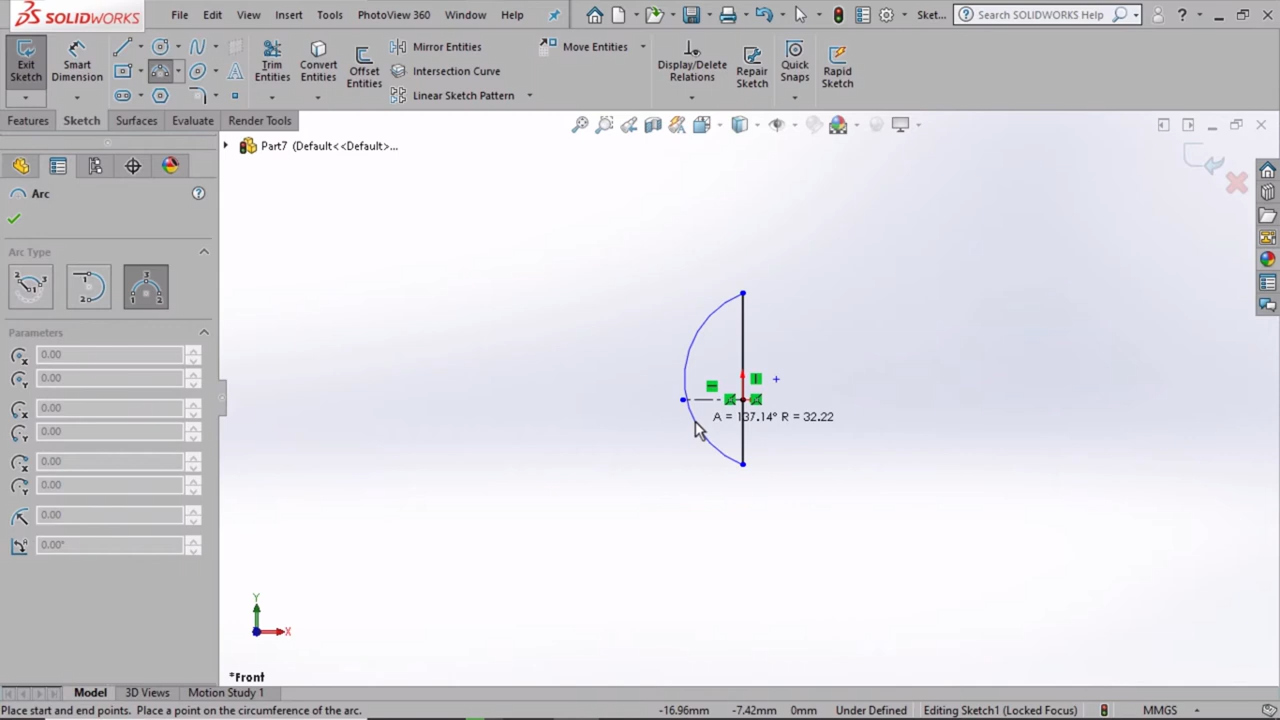 SOLIDWORKS File Edit View Insert Tools PhotoView 360 Window Help Sket... Search SOLIDWORKS Help ?
Exit Sketch
Smart Dimension
Trim Entities
Convert Entities
Offset Entities
Mirror Entities
Intersection Curve
Linear Sketch Pattern
Move Entities
Display/Delete Relations
Repair Sketch
Quick Snaps
Rapid Sketch
Features Sketch Surfaces Evaluate Render Tools
Part7 (Default<<Default>...
Arc
Arc Type
Parameters
0.00
0.00
0.00
0.00
0.00
0.00
0.00
0.00°
A = 137.14° R = 32.22
Y
X
*Front
Model 3D Views Motion Study 1
Place start and end points. Place a point on the circumference of the arc. -16.96mm -7.42mm 0mm Under Defined Editing Sketch1 (Locked Focus) MMGS